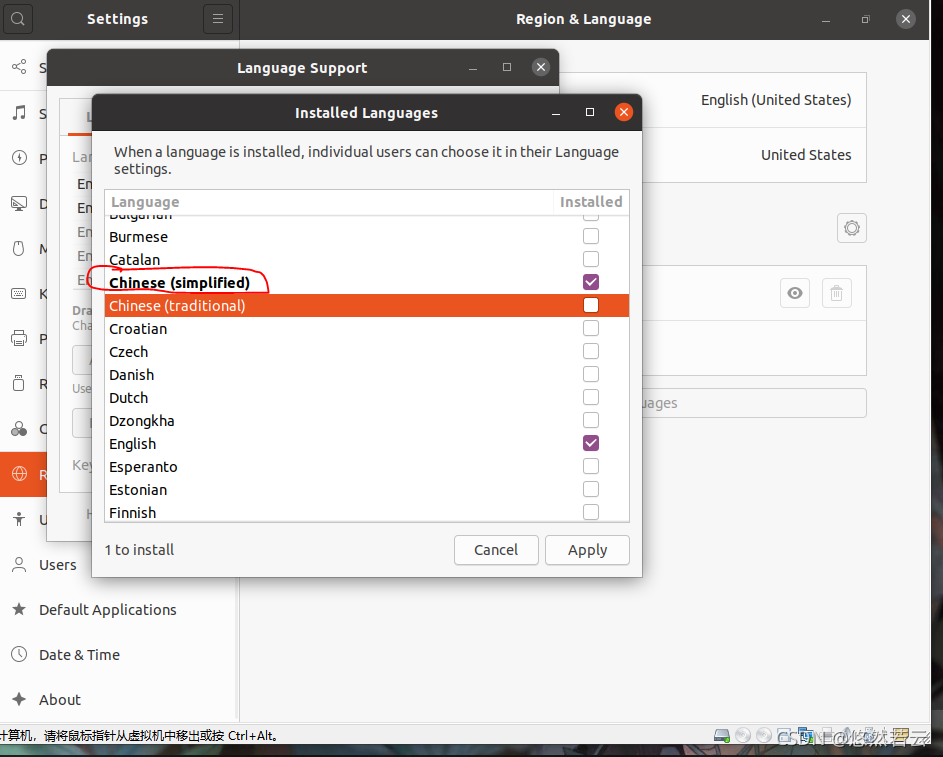 Settings
Region & Language
S
Language Support
English (United States)
S
L
Installed Languages
P
Lan
When a language is installed, individual users can choose it in their Language
settings.
United States
En
D
Language Installed
En
Bulgarian
En
Burmese
M
En
Catalan
En
Chinese (simplified)
K
Chinese (traditional)
Dra
Cha
Croatian
P
Czech
Danish
R
Use
Dutch
uages
Dzongkha
C
English
Key
Esperanto
R
Estonian
H
Finnish
U
1 to install
Cancel
Apply
Users
Default Applications
Date & Time
About
计算机，请将鼠标指针从虚拟机中移出或按 Ctrl+Alt。
CSDN @悠然若云